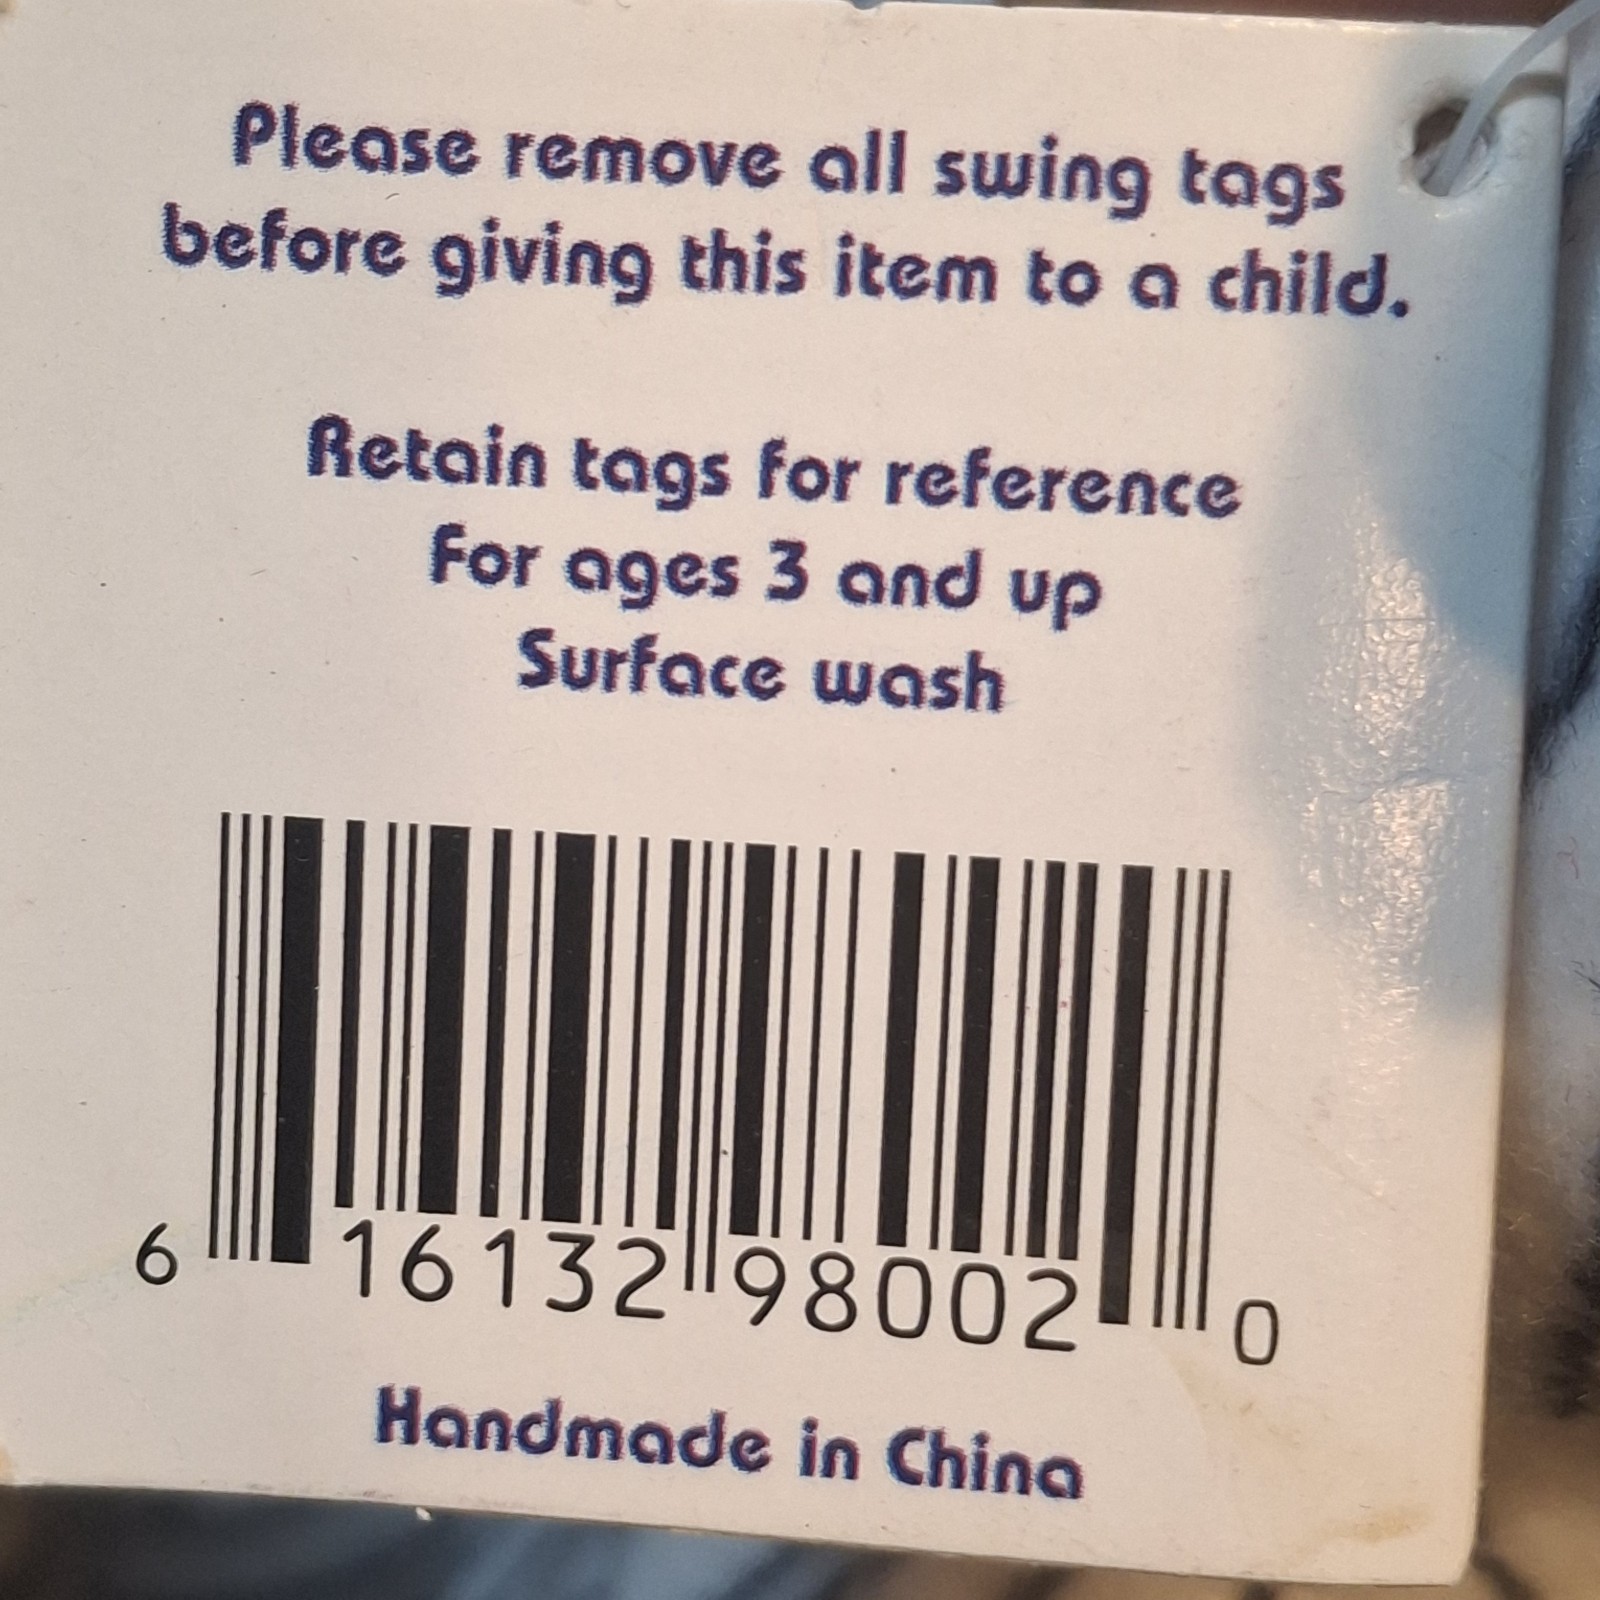 Please remove all swing tags
before giving this item to a child.
Retain tags for reference
For ages 3 and up
Surface wash
6 16132 98002 0
Handmade in China